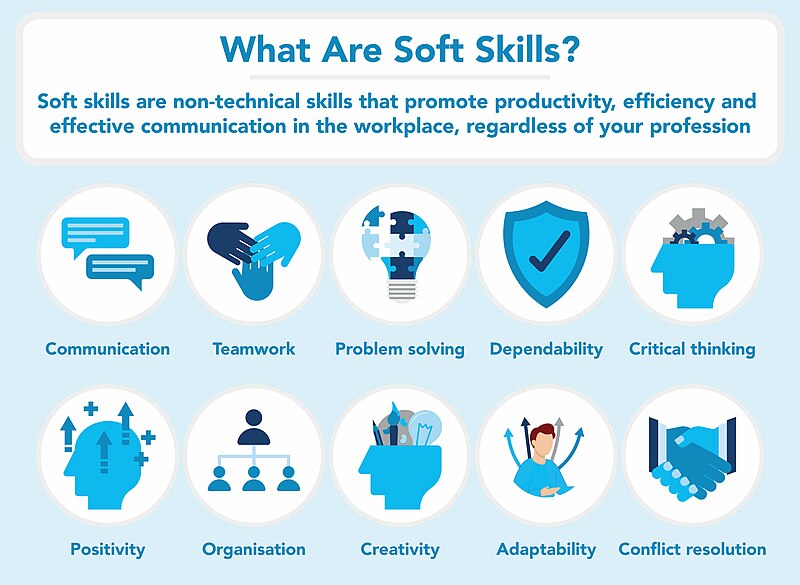 What Are Soft Skills?
Soft skills are non-technical skills that promote productivity, efficiency and
effective communication in the workplace, regardless of your profession
Communication
Teamwork
Problem solving
Dependability
Critical thinking
Positivity
Organisation
Creativity
Adaptability
Conflict resolution